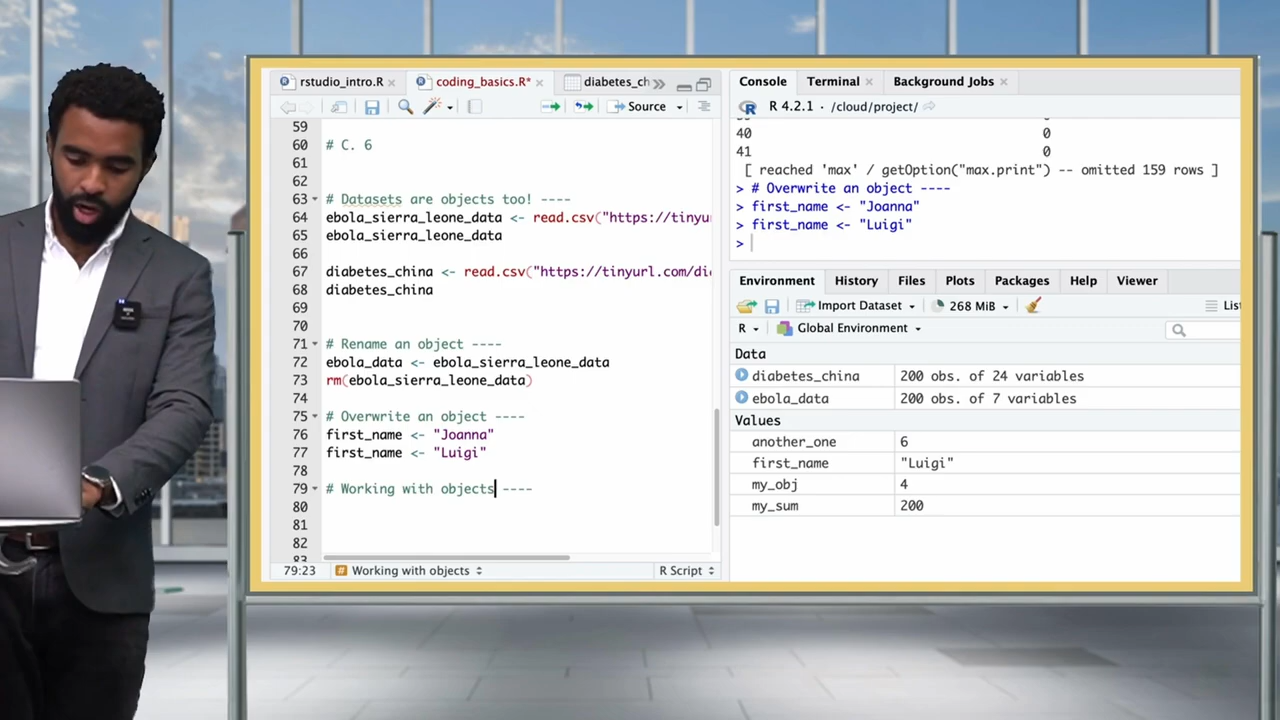 rstudio_intro.R
coding_basics.R*
diabetes_ch
Source
59
60 # C. 6
61
62
63 # Datasets are objects too! ----
64 ebola_sierra_leone_data <- read.csv("https://tinyu
65 ebola_sierra_leone_data
66
67 diabetes_china <- read.csv("https://tinyurl.com/di
68 diabetes_china
69
70
71 # Rename an object ----
72 ebola_data <- ebola_sierra_leone_data
73 rm(ebola_sierra_leone_data)
74
75 # Overwrite an object ----
76 first_name <- "Joanna"
77 first_name <- "Luigi"
78
79 # Working with objects ----
80
81
82
79:23 # Working with objects R Script
Console Terminal Background Jobs
R 4.2.1 · /cloud/project/
40 0
41 0
[ reached 'max' / getOption("max.print") -- omitted 159 rows ]
> # Overwrite an object ----
> first_name <- "Joanna"
> first_name <- "Luigi"
>
Environment History Files Plots Packages Help Viewer
Import Dataset 268 MiB List
R Global Environment
Data
diabetes_china 200 obs. of 24 variables
ebola_data 200 obs. of 7 variables
Values
another_one 6
first_name "Luigi"
my_obj 4
my_sum 200